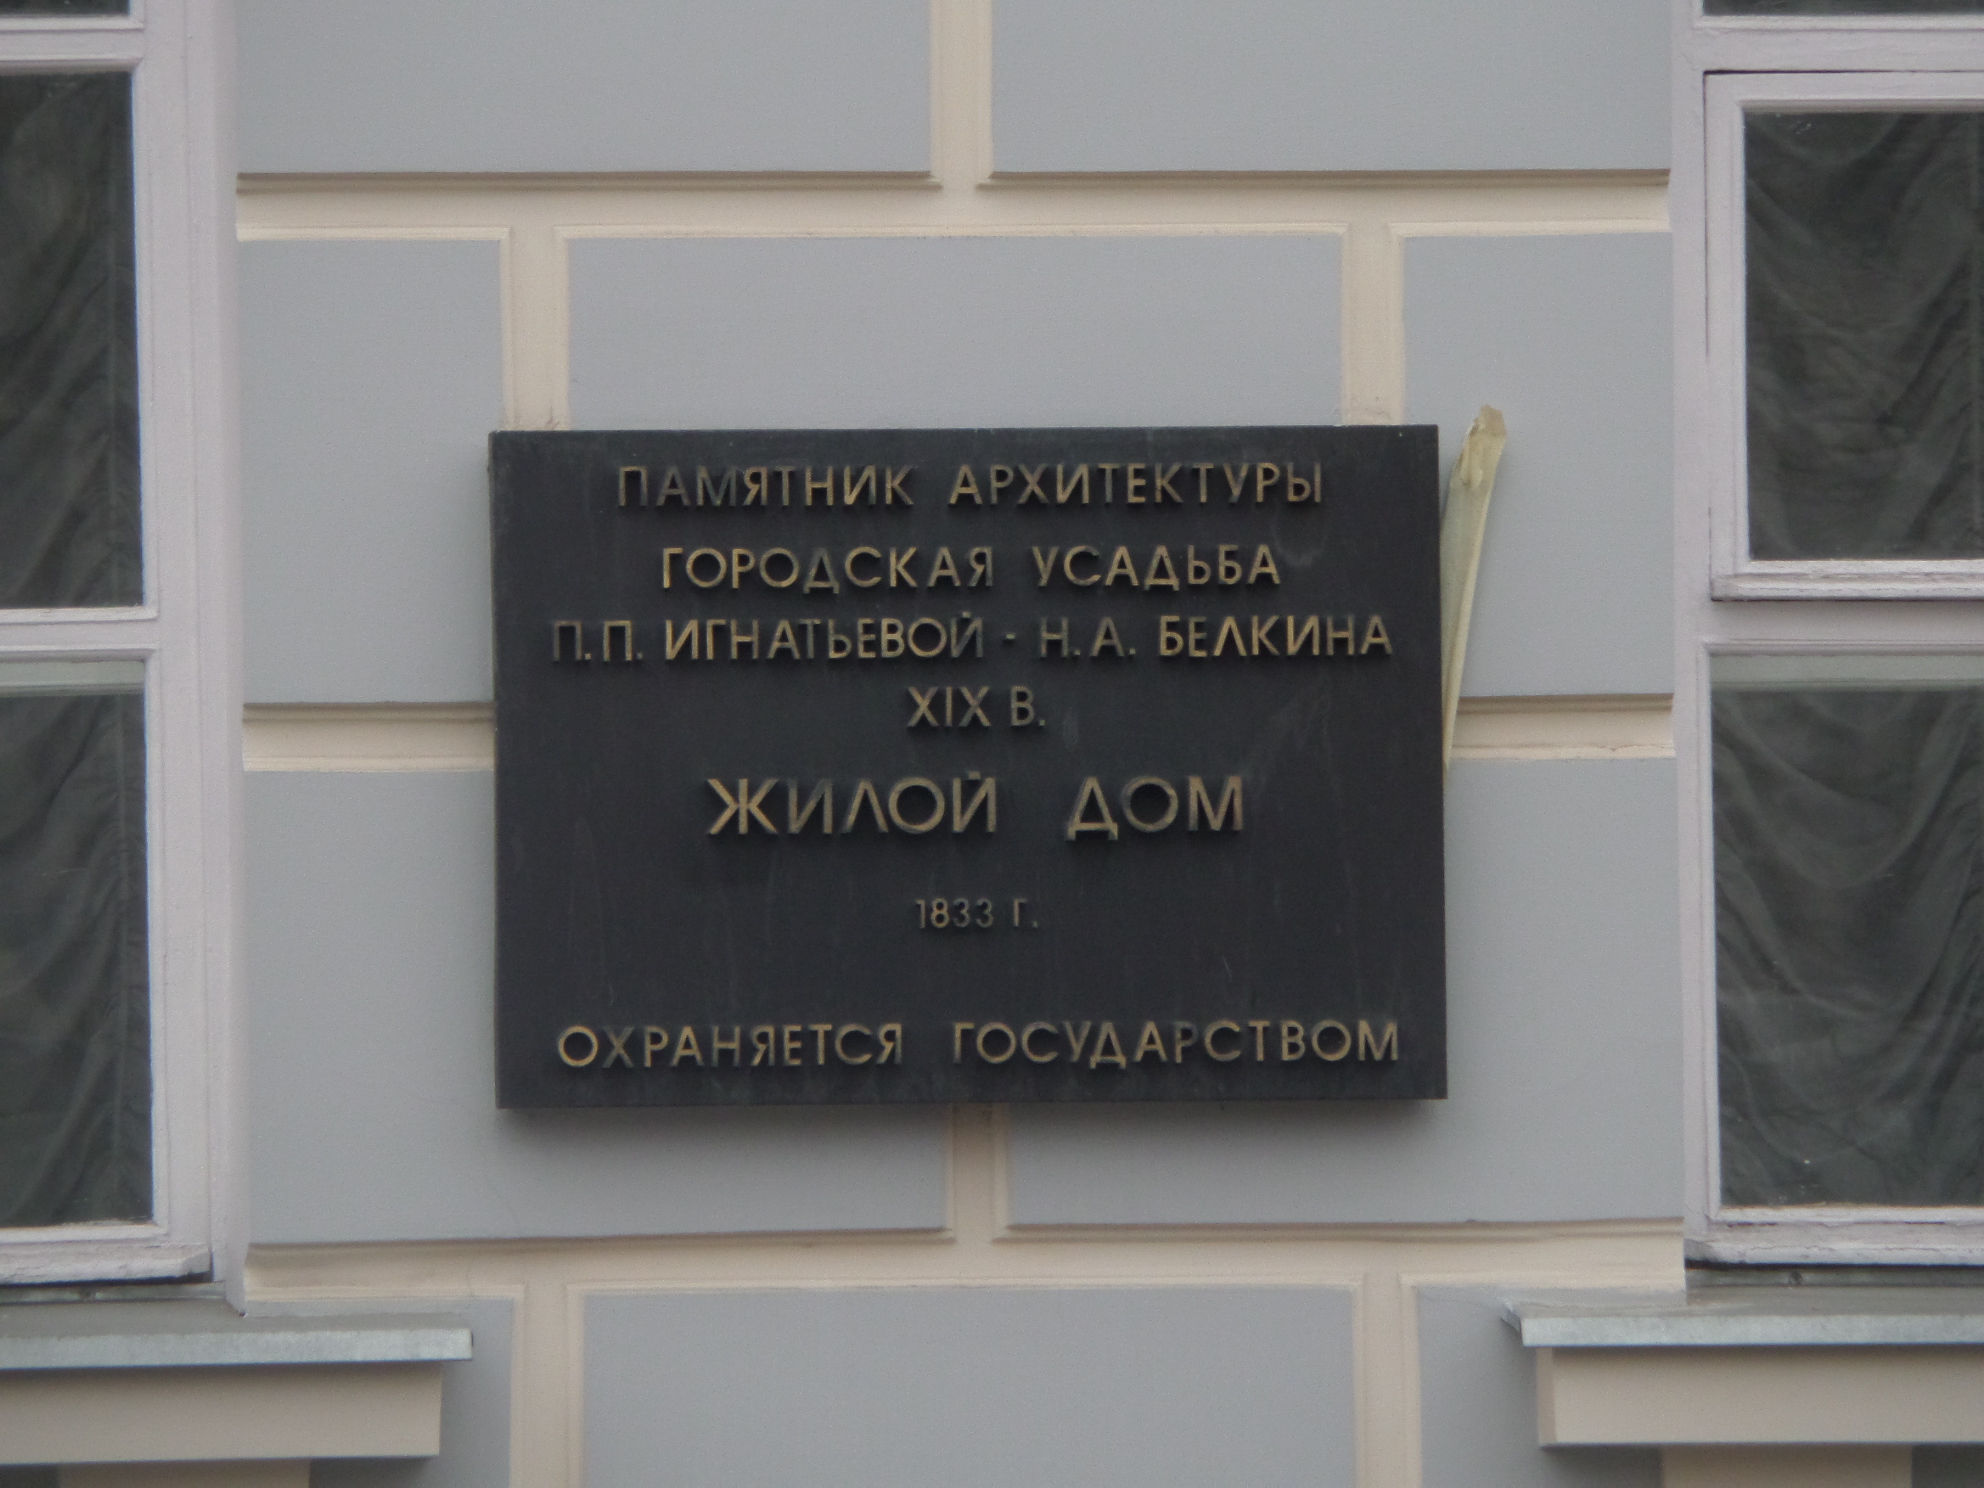 ПАМЯТНИК АРХИТЕКТУРЫ
ГОРОДСКАЯ УСАДЬБА
П.П. ИГНАТЬЕВОЙ - Н.А. БЕЛКИНА
XIX В.
ЖИЛОЙ ДОМ
1833 Г.
ОХРАНЯЕТСЯ ГОСУДАРСТВОМ